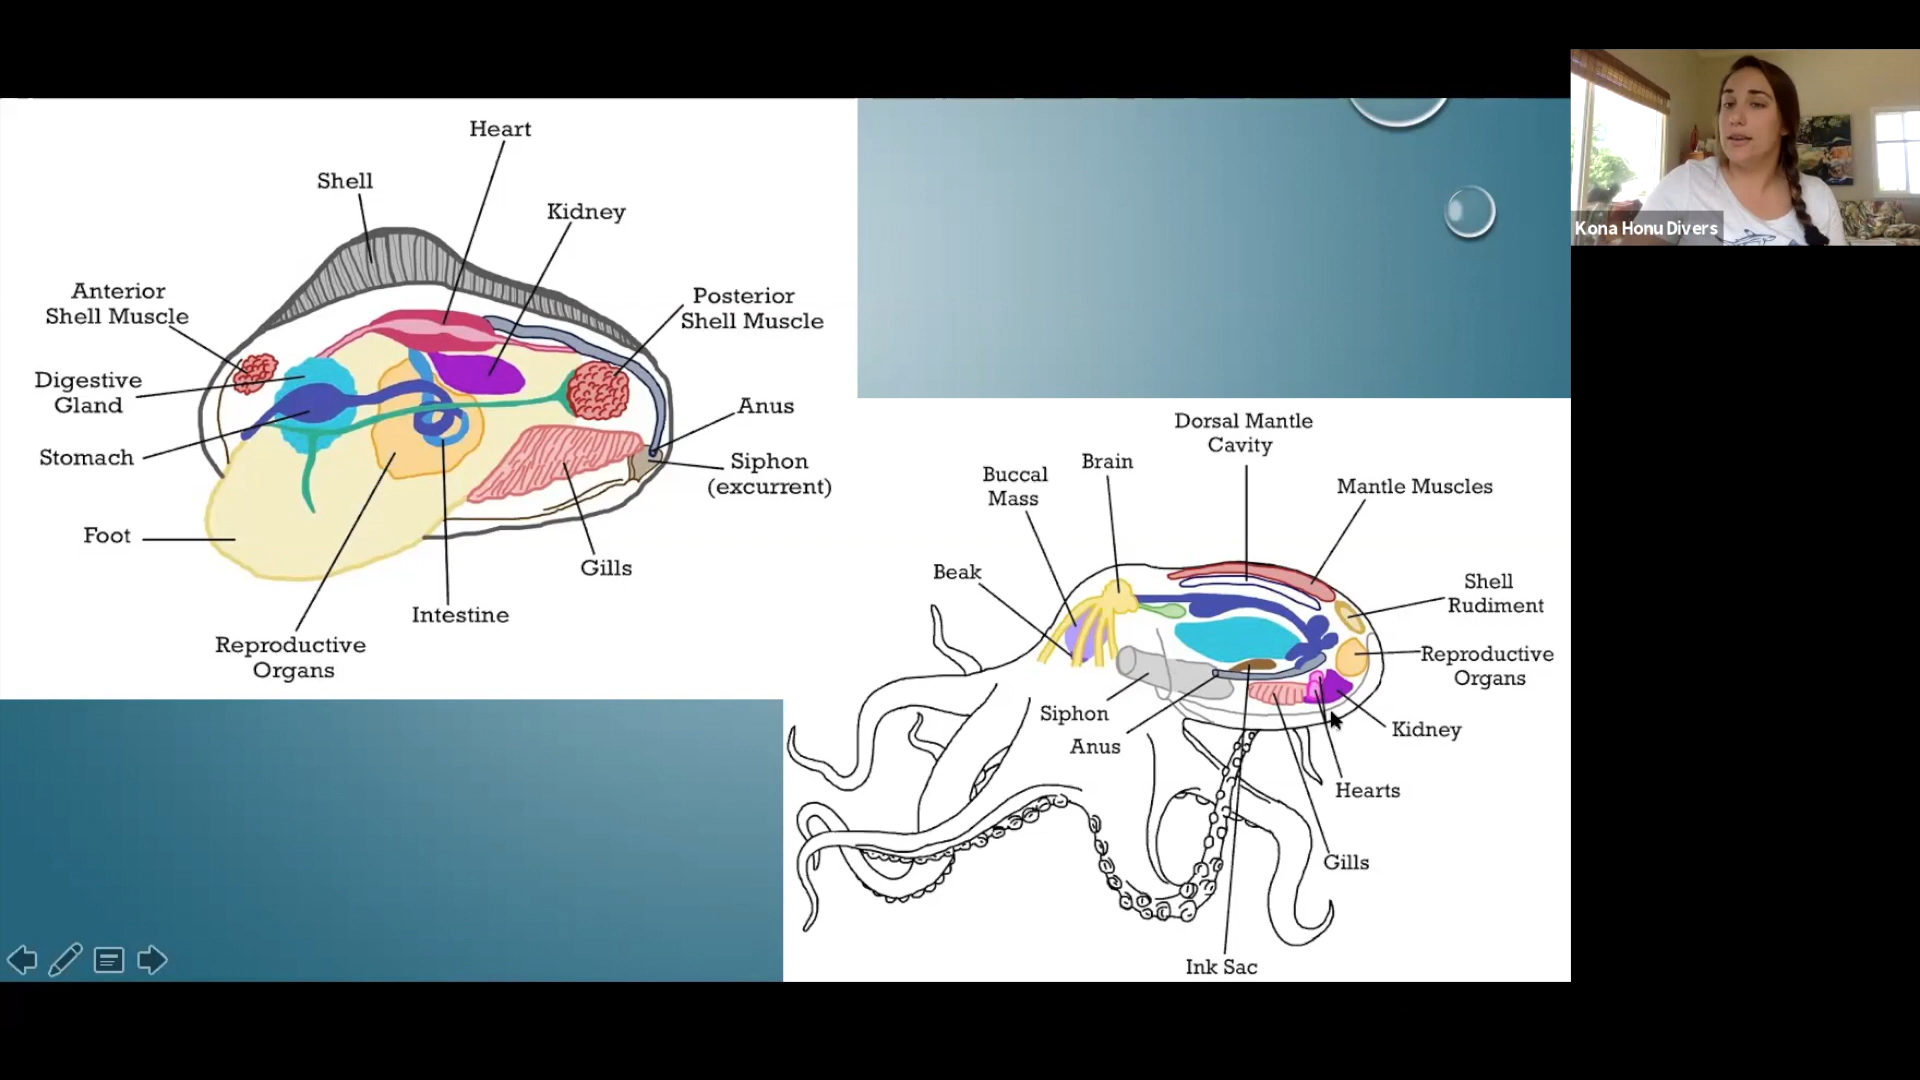 Heart
Shell
Kidney
Anterior
Shell Muscle
Posterior
Shell Muscle
Digestive
Gland
Anus
Stomach
Siphon
(excurrent)
Foot
Gills
Intestine
Reproductive
Organs
Dorsal Mantle
Cavity
Brain
Buccal
Mass
Mantle Muscles
Beak
Shell
Rudiment
Reproductive
Organs
Siphon
Anus
Kidney
Hearts
Gills
Ink Sac
Kona Honu Divers